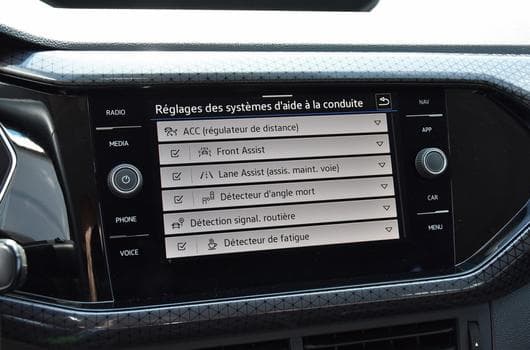 RADIO
MEDIA
PHONE
VOICE
Réglages des systèmes d'aide à la conduite
ACC (régulateur de distance)
Front Assist
Lane Assist (assis. maint. voie)
Détecteur d'angle mort
Détection signal. routière
Détecteur de fatigue
NAV
APP
CAR
MENU